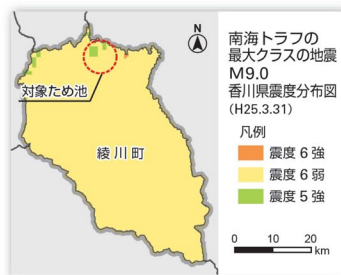 N
対象ため池
綾川町
南海トラフの
最大クラスの地震
M9.0
香川県震度分布図
(H25.3.31)
凡例
震度6強
震度6弱
震度5強
0 10 20
km